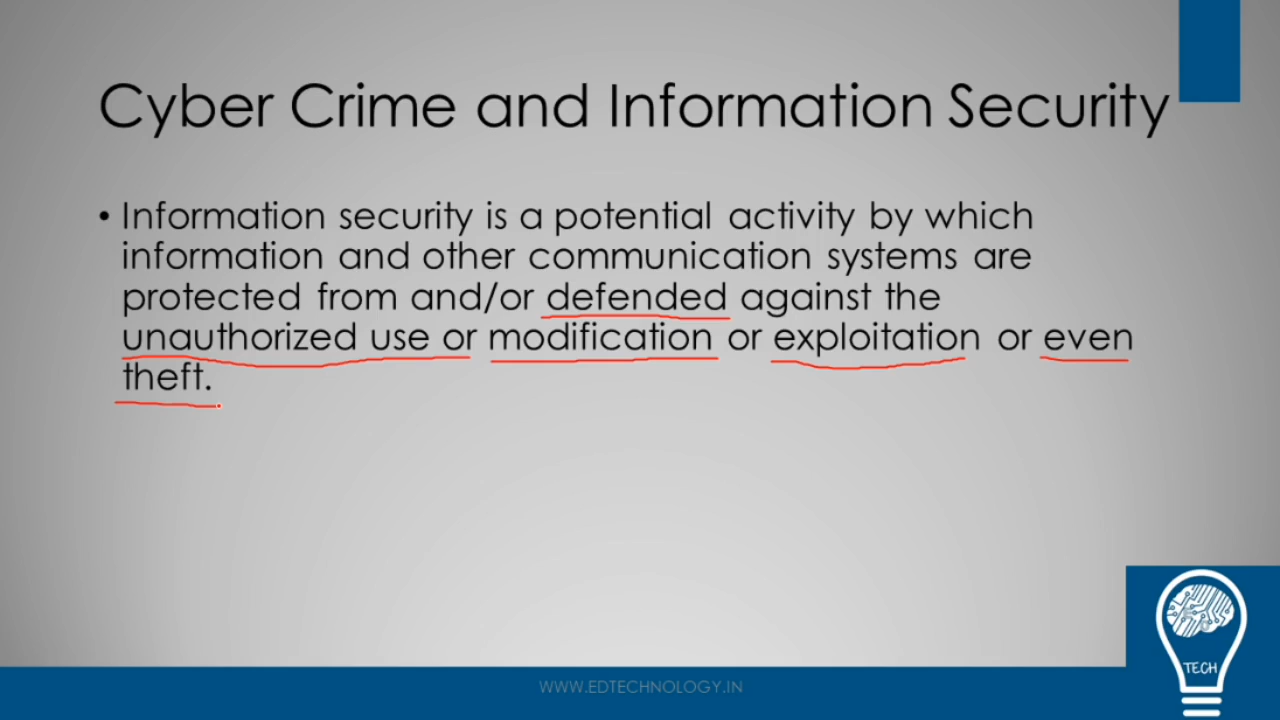 Cyber Crime and Information Security
• Information security is a potential activity by which
information and other communication systems are
protected from and/or defended against the
unauthorized use or modification or exploitation or even
theft.
TECH
WWW.EDTECHNOLOGY.IN